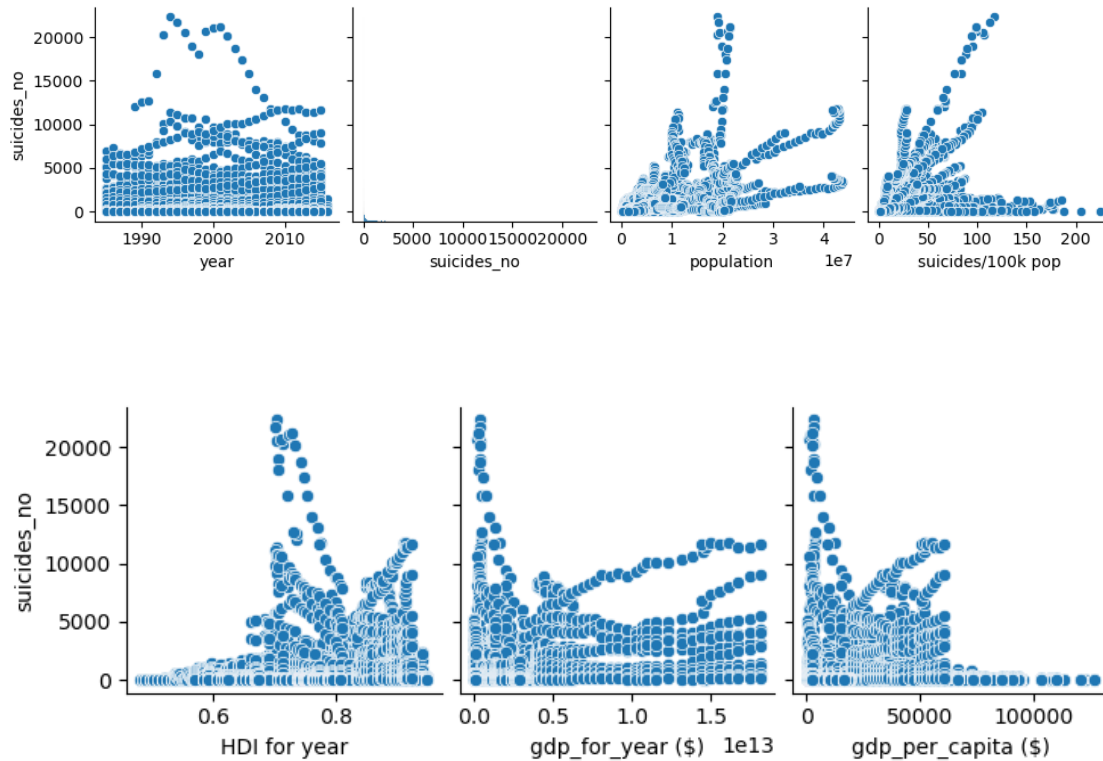 20000
15000
10000
5000
0
suicides_no
1990 2000 2010
year
0 5000 10000 15000 20000
suicides_no
0 1 2 3 4
1e7
population
0 50 100 150 200
suicides/100k pop
20000
15000
10000
5000
0
suicides_no
0.6 0.8
HDI for year
0.0 0.5 1.0 1.5
gdp_for_year ($) 1e13
0 50000 100000
gdp_per_capita ($)